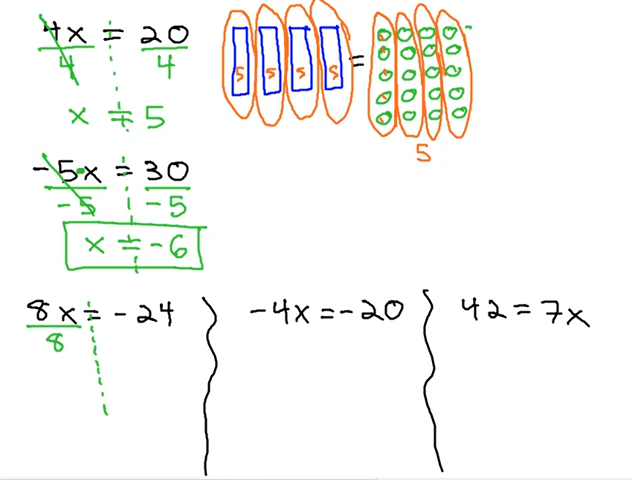 4x = 20
4 4
x = 5
5 5 5 5 =
5
-5·x = 30
-5 -5
x = -6
8x = -24
8
-4x = -20
42 = 7x